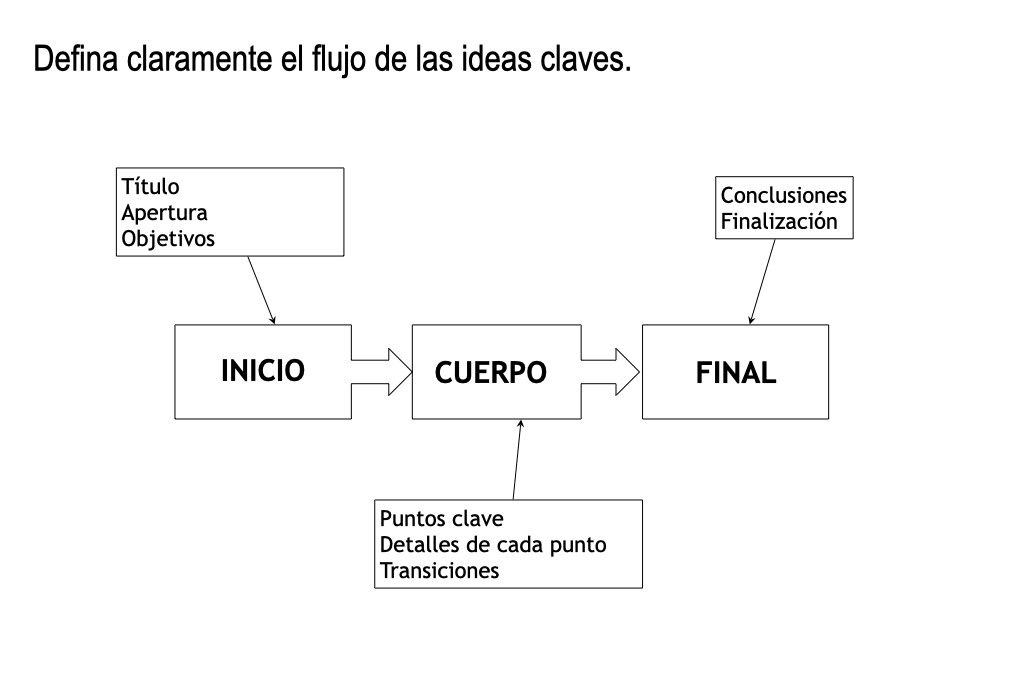 Defina claramente el flujo de las ideas claves.
Título
Apertura
Objetivos
Conclusiones
Finalización
INICIO
CUERPO
FINAL
Puntos clave
Detalles de cada punto
Transiciones